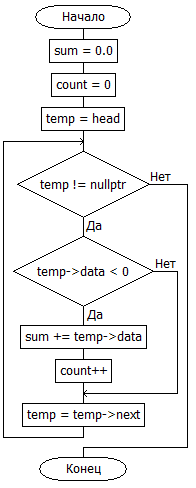 Начало
sum = 0.0
count = 0
temp = head
temp != nullptr
Нет
Да
temp->data < 0
Нет
Да
sum += temp->data
count++
temp = temp->next
Конец